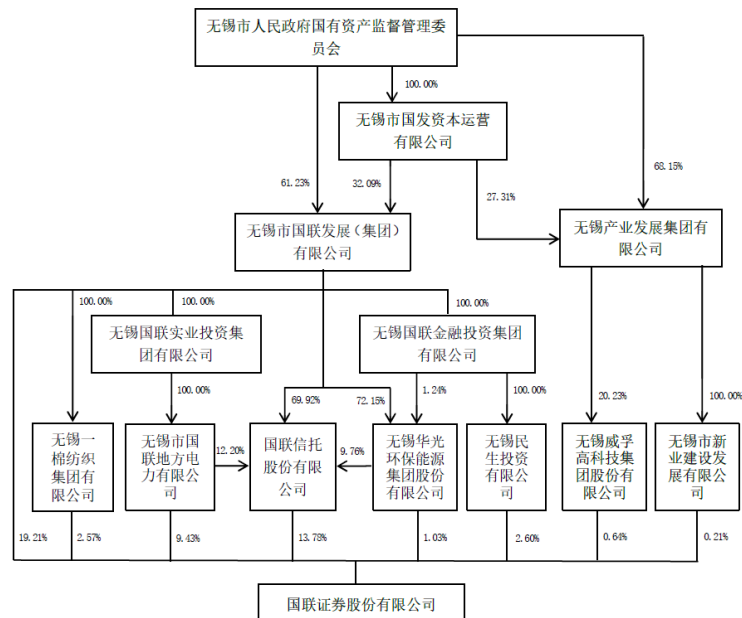 无锡市人民政府国有资产监督管理委
员会
100.00%
无锡市国发资本运营
有限公司
61.23%
32.09%
27.31%
68.15%
无锡市国联发展（集团）
有限公司
无锡产业发展集团有
限公司
100.00%
100.00%
100.00%
无锡国联实业投资集
团有限公司
无锡国联金融投资集团
有限公司
100.00%
69.92%
72.15%
1.24%
100.00%
20.23%
100.00%
无锡一
棉纺织
集团有
限公司
无锡市国
联地方电
力有限公
司
12.20%
国联信托
股份有限
公司
9.76%
无锡华光
环保能源
集团股份
有限公司
无锡民
生投资
有限公
司
无锡威孚
高科技集
团股份有
限公司
无锡市新
业建设发
展有限公
司
19.21%
2.57%
9.43%
13.78%
1.03%
2.60%
0.64%
0.21%
国联证券股份有限公司